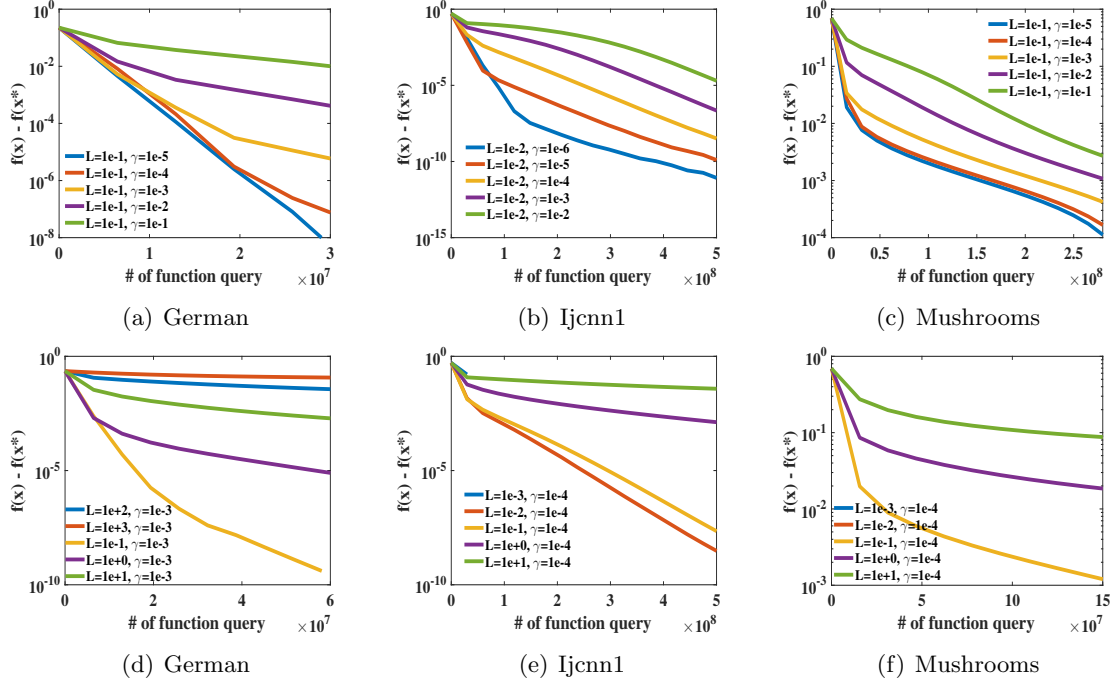 f(x) - f(x*)
10^0
10^-2
10^-4
10^-6
10^-8
L=1e-1, γ=1e-5
L=1e-1, γ=1e-4
L=1e-1, γ=1e-3
L=1e-1, γ=1e-2
L=1e-1, γ=1e-1
0 1 2 3
# of function query ×10^7
(a) German
f(x) - f(x*)
10^0
10^-5
10^-10
10^-15
L=1e-2, γ=1e-6
L=1e-2, γ=1e-5
L=1e-2, γ=1e-4
L=1e-2, γ=1e-3
L=1e-2, γ=1e-2
0 1 2 3 4 5
# of function query ×10^8
(b) Ijcnn1
f(x) - f(x*)
10^0
10^-1
10^-2
10^-3
10^-4
L=1e-1, γ=1e-5
L=1e-1, γ=1e-4
L=1e-1, γ=1e-3
L=1e-1, γ=1e-2
L=1e-1, γ=1e-1
0 0.5 1 1.5 2 2.5
# of function query ×10^8
(c) Mushrooms
f(x) - f(x*)
10^0
10^-5
10^-10
L=1e+2, γ=1e-3
L=1e+3, γ=1e-3
L=1e-1, γ=1e-3
L=1e+0, γ=1e-3
L=1e+1, γ=1e-3
0 2 4 6
# of function query ×10^7
(d) German
f(x) - f(x*)
10^0
10^-5
10^-10
L=1e-3, γ=1e-4
L=1e-2, γ=1e-4
L=1e-1, γ=1e-4
L=1e+0, γ=1e-4
L=1e+1, γ=1e-4
0 1 2 3 4 5
# of function query ×10^8
(e) Ijcnn1
f(x) - f(x*)
10^0
10^-1
10^-2
10^-3
L=1e-3, γ=1e-4
L=1e-2, γ=1e-4
L=1e-1, γ=1e-4
L=1e+0, γ=1e-4
L=1e+1, γ=1e-4
0 5 10 15
# of function query ×10^7
(f) Mushrooms